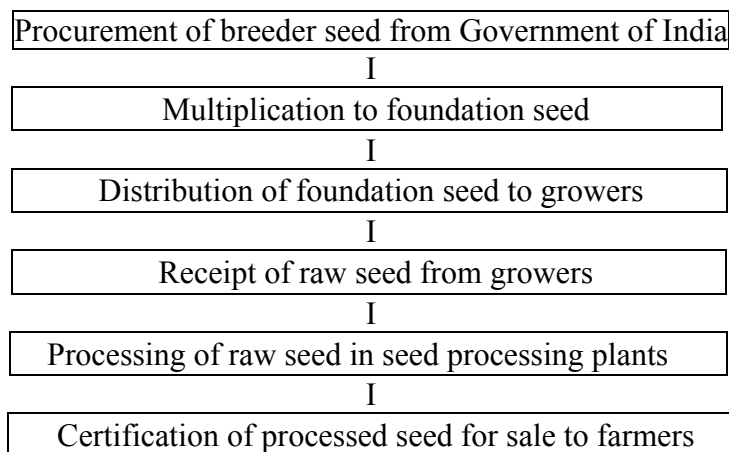 Procurement of breeder seed from Government of India
I
Multiplication to foundation seed
I
Distribution of foundation seed to growers
I
Receipt of raw seed from growers
I
Processing of raw seed in seed processing plants
I
Certification of processed seed for sale to farmers